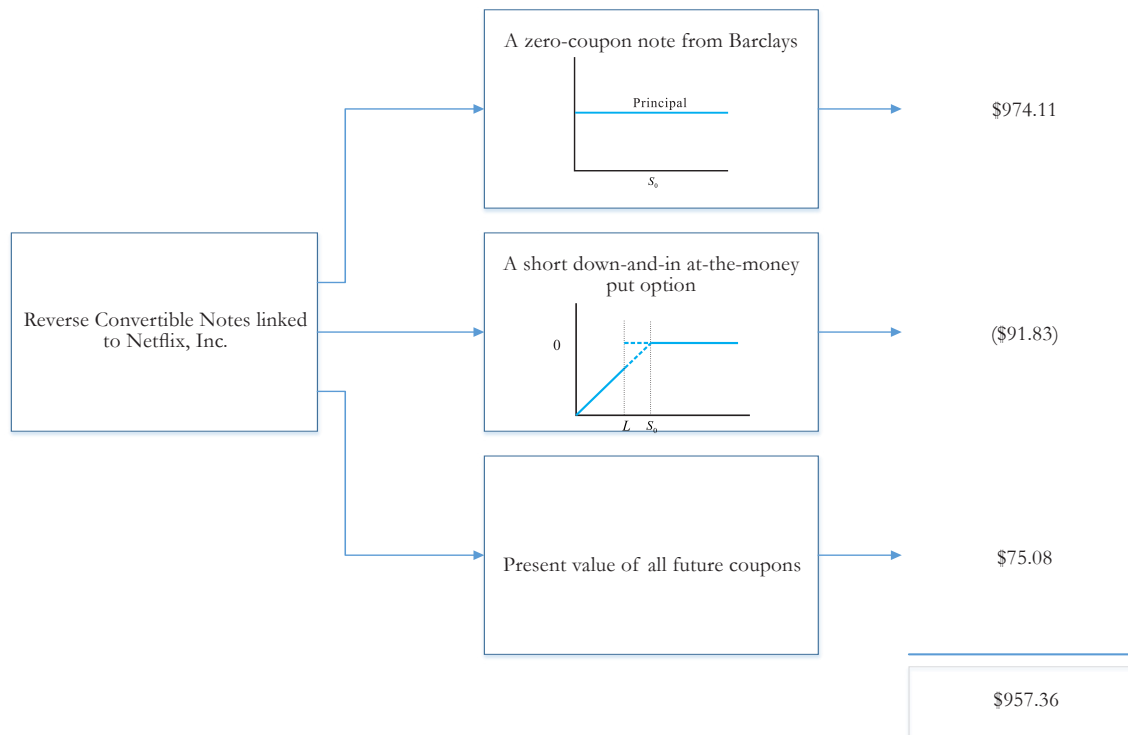 A zero-coupon note from Barclays
Principal
S₀
$974.11
Reverse Convertible Notes linked
to Netflix, Inc.
A short down-and-in at-the-money
put option
0
L S₀
($91.83)
Present value of all future coupons
$75.08
$957.36